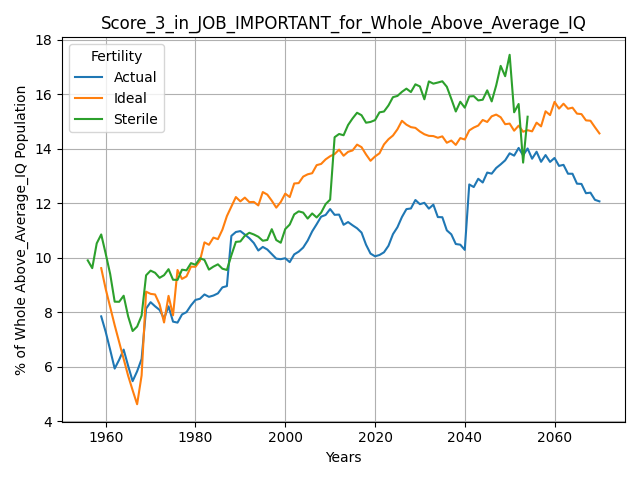 Score_3_in_JOB_IMPORTANT_for_Whole_Above_Average_IQ
18
16
14
12
10
8
6
4
% of Whole Above_Average_IQ Population
Fertility
Actual
Ideal
Sterile
1960
1980
2000
2020
2040
2060
Years